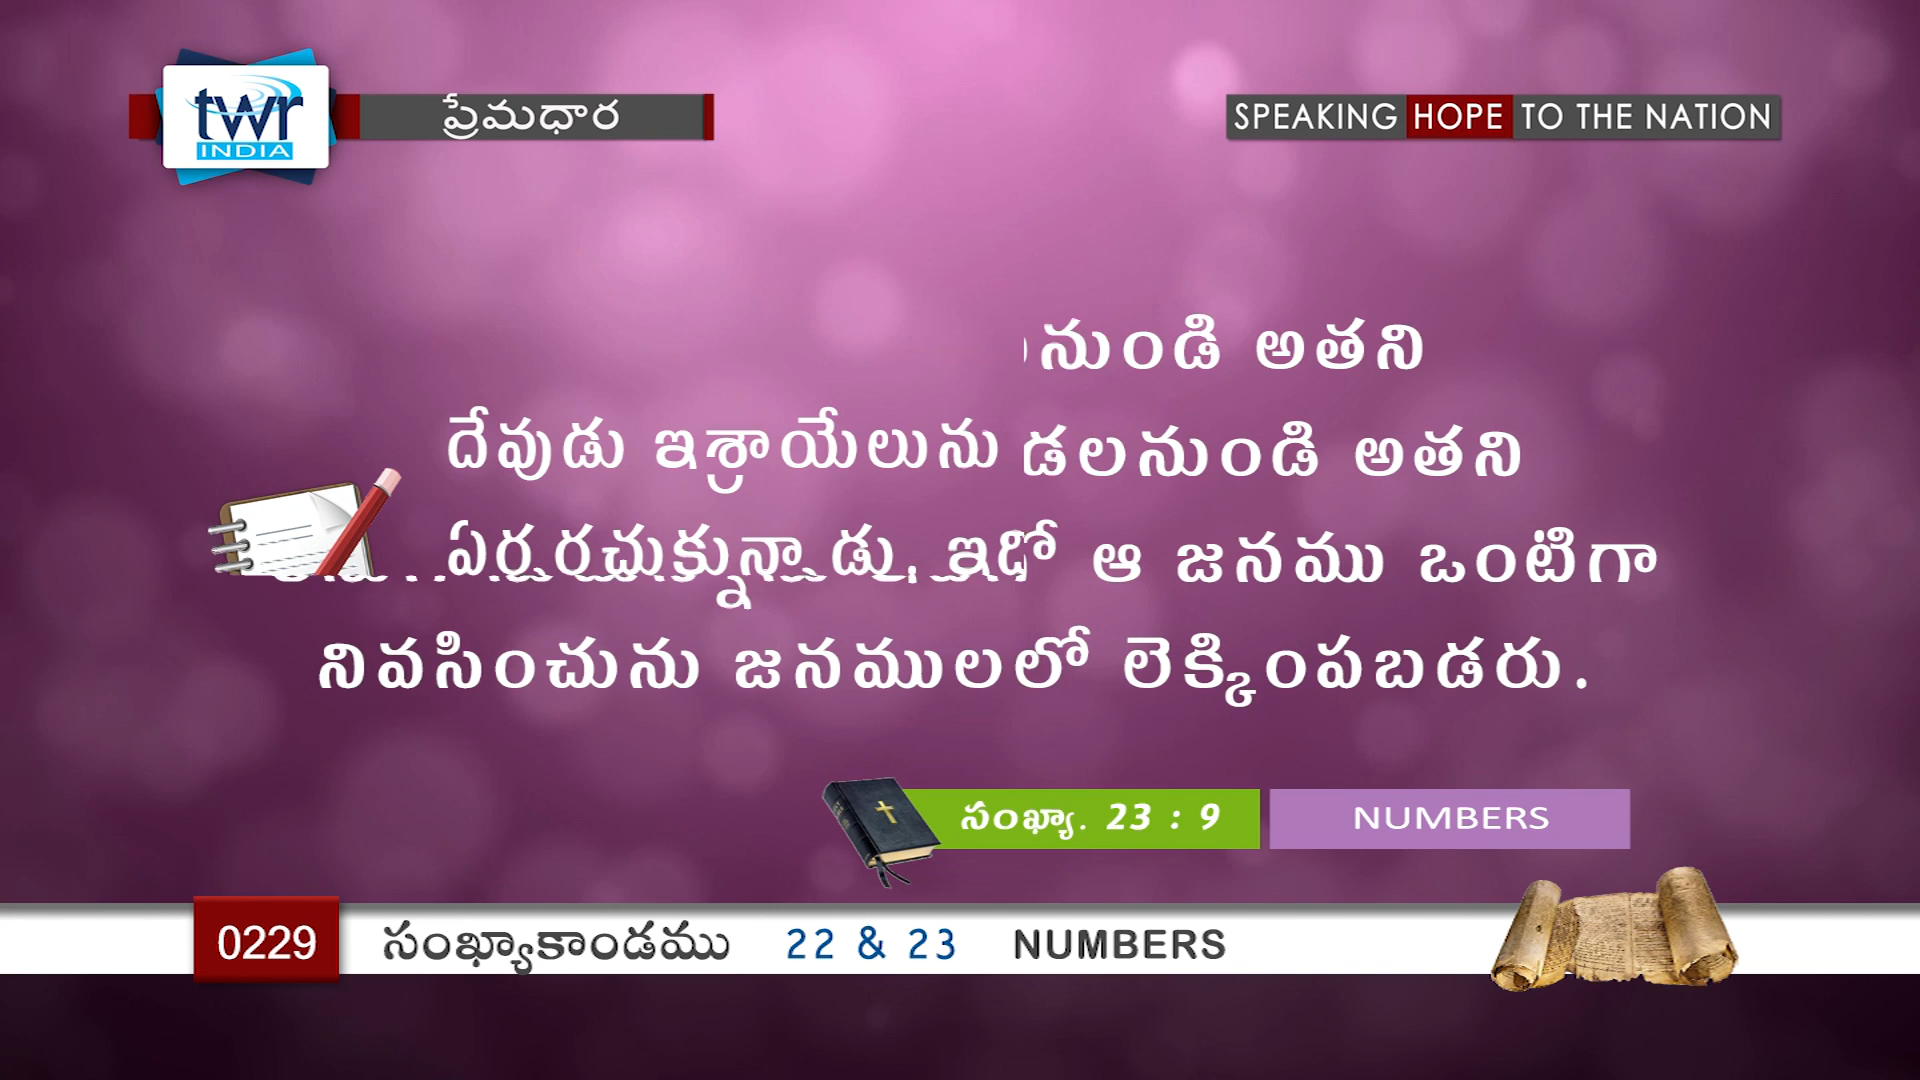 twr
INDIA
ప్రేమధార
SPEAKING HOPE TO THE NATION
నుండి అతని
దేవుడు ఇశ్రాయేలును డలనుండి అతని
ఏర్పరచుకున్నాడు. ఇదో ఆ జనము ఒంటిగా
నివసించును జనములలో లెక్కింపబడరు.
సంఖ్యా. 23 : 9
NUMBERS
0229 సంఖ్యాకాండము 22 & 23 NUMBERS